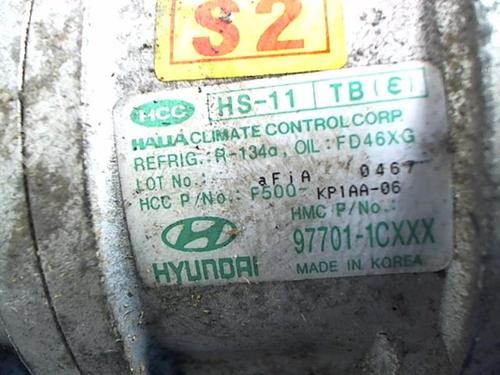 S2
HCC HS-11 TB(ε)
HALLA CLIMATE CONTROL CORP.
REFRIG.: R-134a, OIL: FD46XG
LOT No.: aFiA 0467
HCC P/No.: F500-KP1AA-06
HMC P/No.:
97701-1CXXX
HYUNDAI
MADE IN KOREA